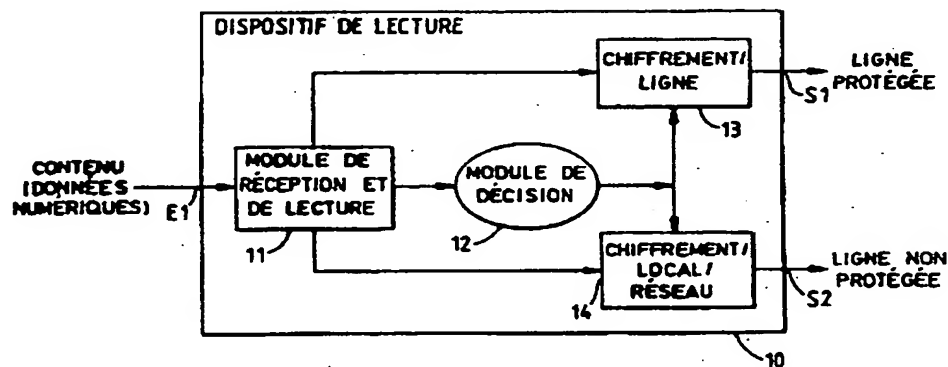 DISPOSITIF DE LECTURE
CHIFFREMENT/
LIGNE
13
S1
LIGNE
PROTÉGÉE
CONTENU
(DONNÉES
NUMÉRIQUES)
E1
MODULE DE
RÉCEPTION ET
DE LECTURE
11
MODULE DE
DÉCISION
12
CHIFFREMENT/
LOCAL/
RÉSEAU
14
S2
LIGNE NON
PROTÉGÉE
10